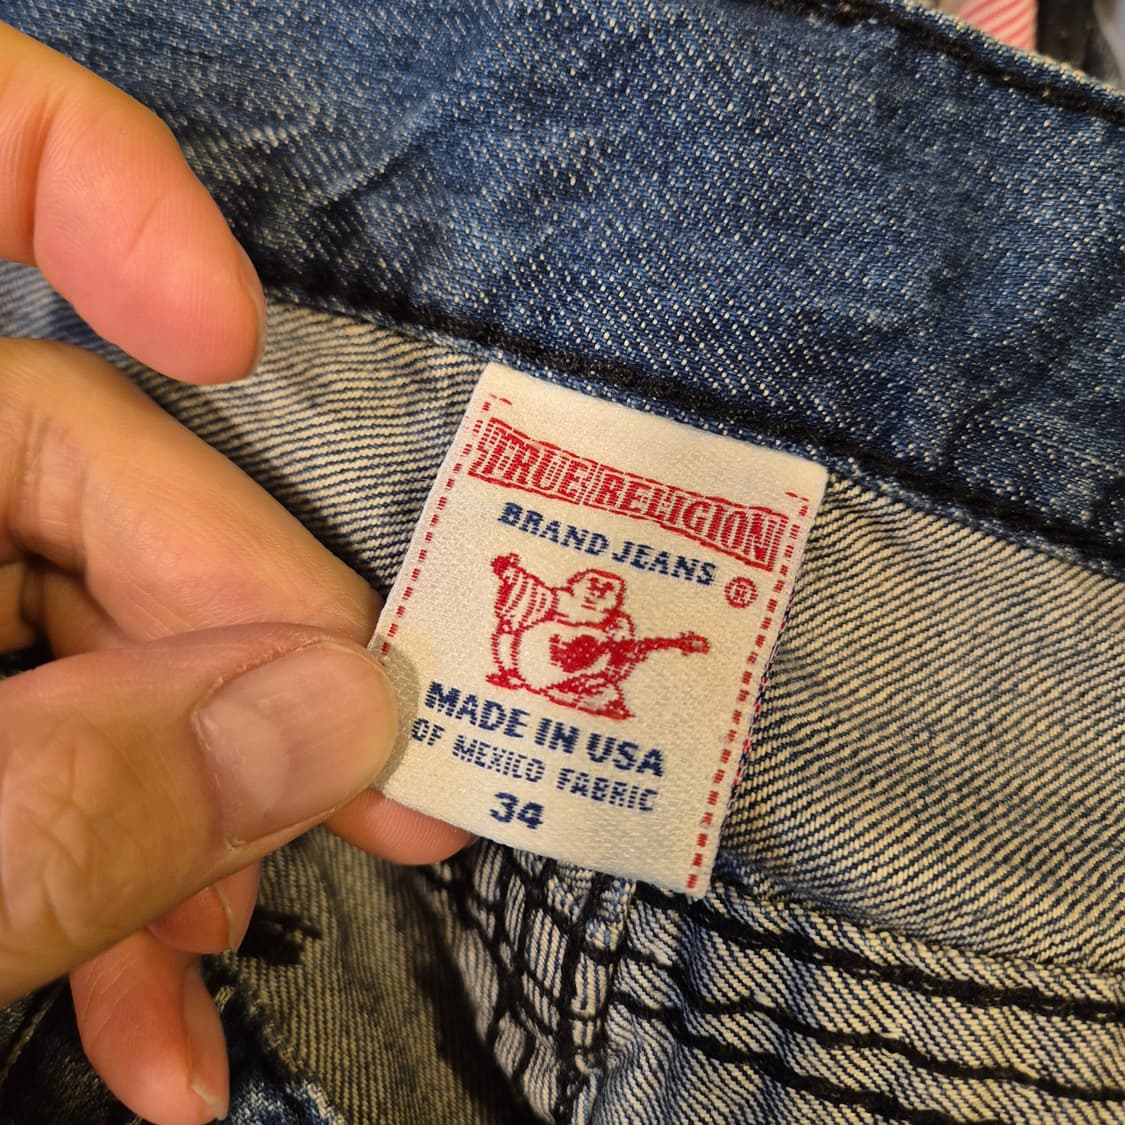 TRUE RELIGION
BRAND JEANS
®
MADE IN USA
OF MEXICO FABRIC
34